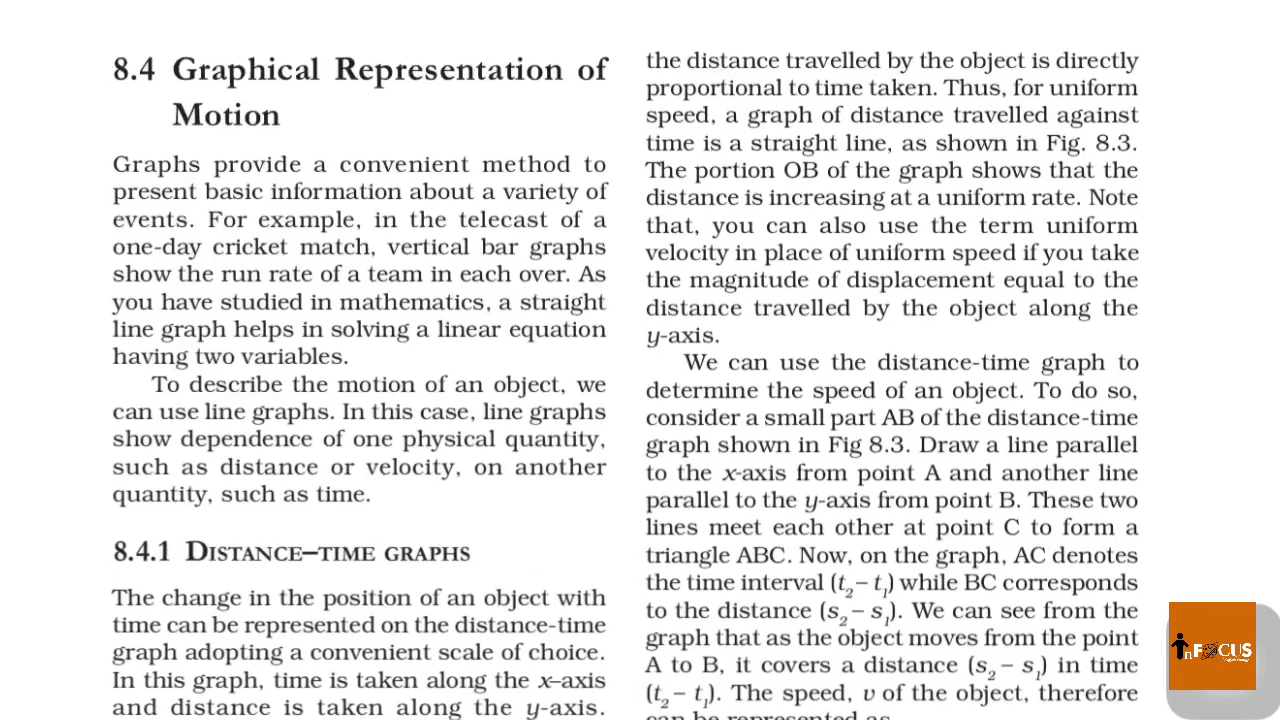 8.4 Graphical Representation of
Motion
Graphs provide a convenient method to
present basic information about a variety of
events. For example, in the telecast of a
one-day cricket match, vertical bar graphs
show the run rate of a team in each over. As
you have studied in mathematics, a straight
line graph helps in solving a linear equation
having two variables.
To describe the motion of an object, we
can use line graphs. In this case, line graphs
show dependence of one physical quantity,
such as distance or velocity, on another
quantity, such as time.
8.4.1 DISTANCE–TIME GRAPHS
The change in the position of an object with
time can be represented on the distance-time
graph adopting a convenient scale of choice.
In this graph, time is taken along the x–axis
and distance is taken along the y-axis.
the distance travelled by the object is directly
proportional to time taken. Thus, for uniform
speed, a graph of distance travelled against
time is a straight line, as shown in Fig. 8.3.
The portion OB of the graph shows that the
distance is increasing at a uniform rate. Note
that, you can also use the term uniform
velocity in place of uniform speed if you take
the magnitude of displacement equal to the
distance travelled by the object along the
y-axis.
We can use the distance-time graph to
determine the speed of an object. To do so,
consider a small part AB of the distance-time
graph shown in Fig 8.3. Draw a line parallel
to the x-axis from point A and another line
parallel to the y-axis from point B. These two
lines meet each other at point C to form a
triangle ABC. Now, on the graph, AC denotes
the time interval (t₂ – t₁) while BC corresponds
to the distance (s₂ – s₁). We can see from the
graph that as the object moves from the point
A to B, it covers a distance (s₂ – s₁) in time
(t₂ – t₁). The speed, v of the object, therefore
can be represented as
InFOCUS